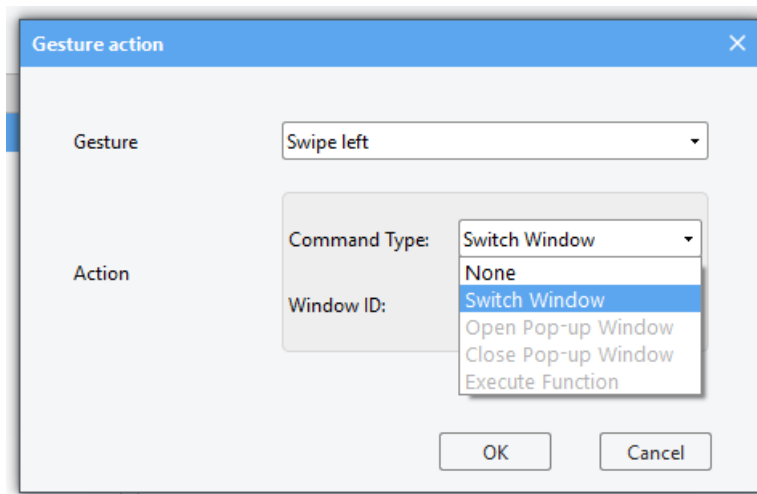 Gesture action
Gesture
Swipe left
Action
Command Type:
Switch Window
None
Switch Window
Open Pop-up Window
Close Pop-up Window
Execute Function
Window ID:
OK
Cancel